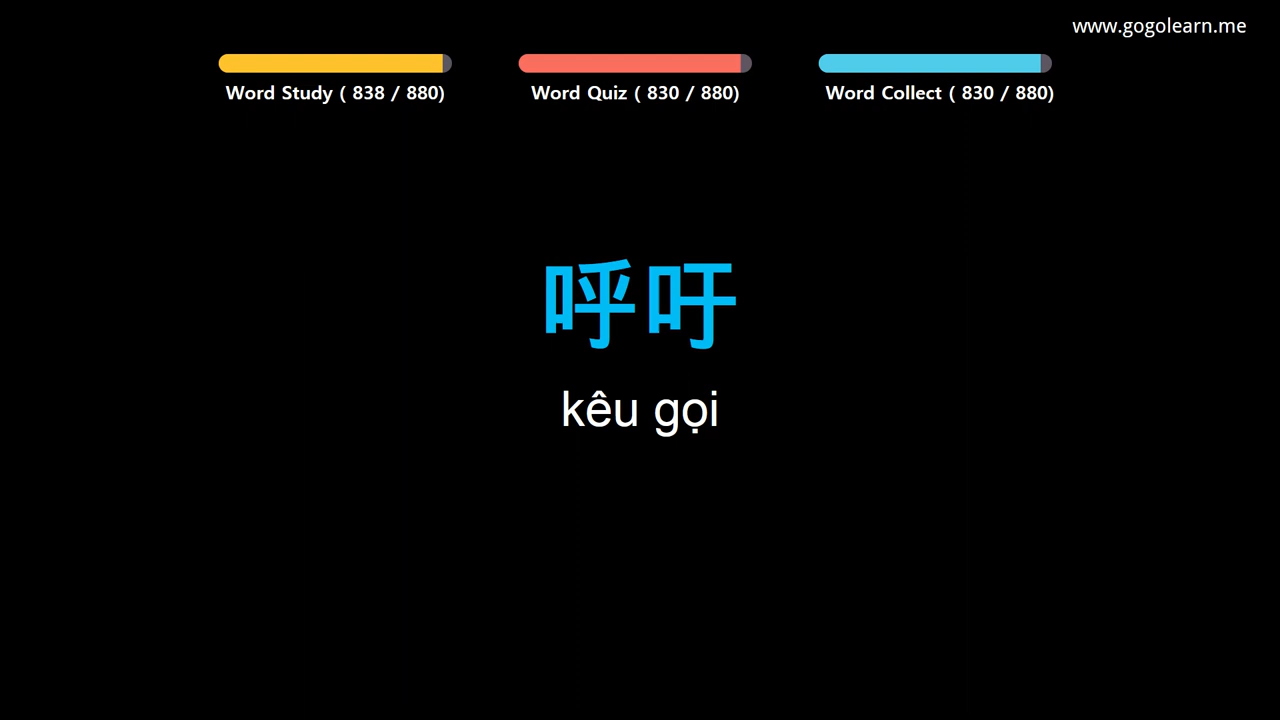 www.gogolearn.me
Word Study ( 838 / 880)
Word Quiz ( 830 / 880)
Word Collect ( 830 / 880)
呼吁
kêu gọi